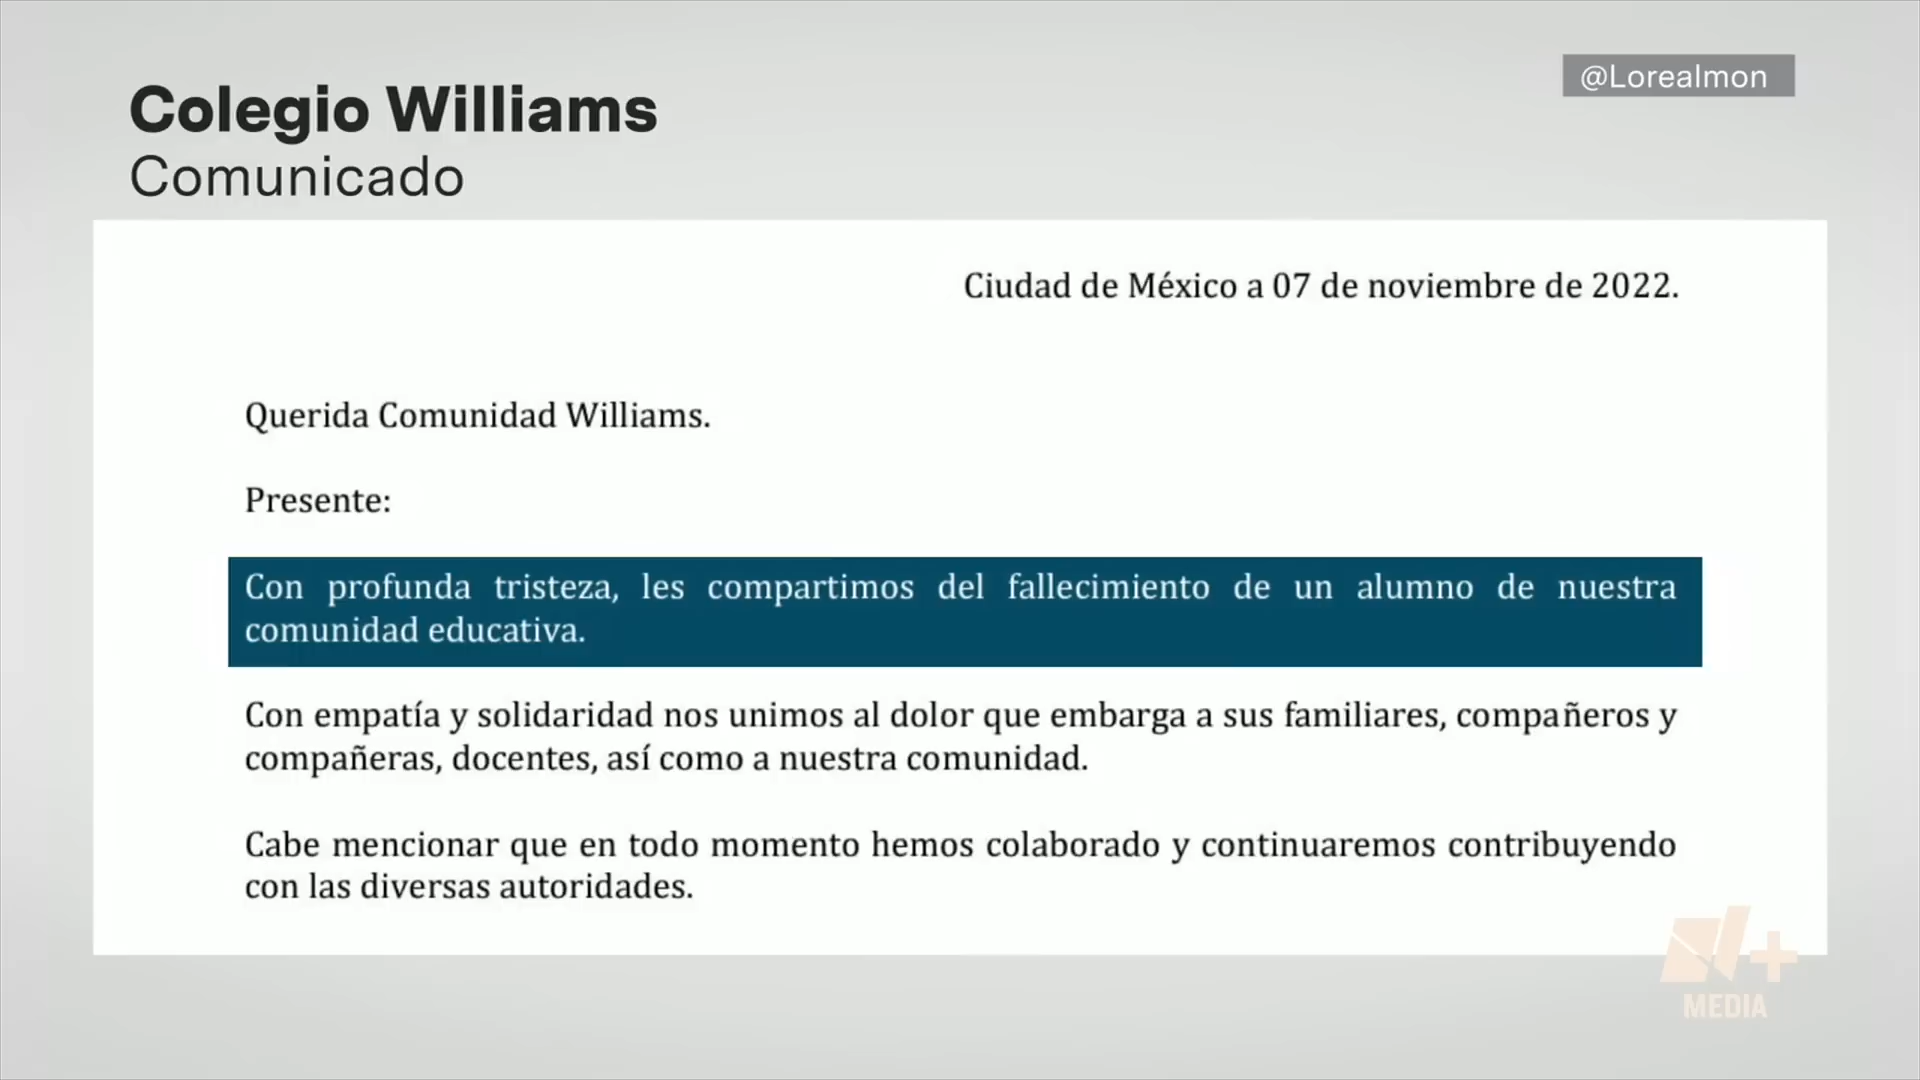 Colegio Williams
Comunicado
@Lorealmon
Ciudad de México a 07 de noviembre de 2022.
Querida Comunidad Williams.
Presente:
Con profunda tristeza, les compartimos del fallecimiento de un alumno de nuestra
comunidad educativa.
Con empatía y solidaridad nos unimos al dolor que embarga a sus familiares, compañeros y
compañeras, docentes, así como a nuestra comunidad.
Cabe mencionar que en todo momento hemos colaborado y continuaremos contribuyendo
con las diversas autoridades.
N+
MEDIA